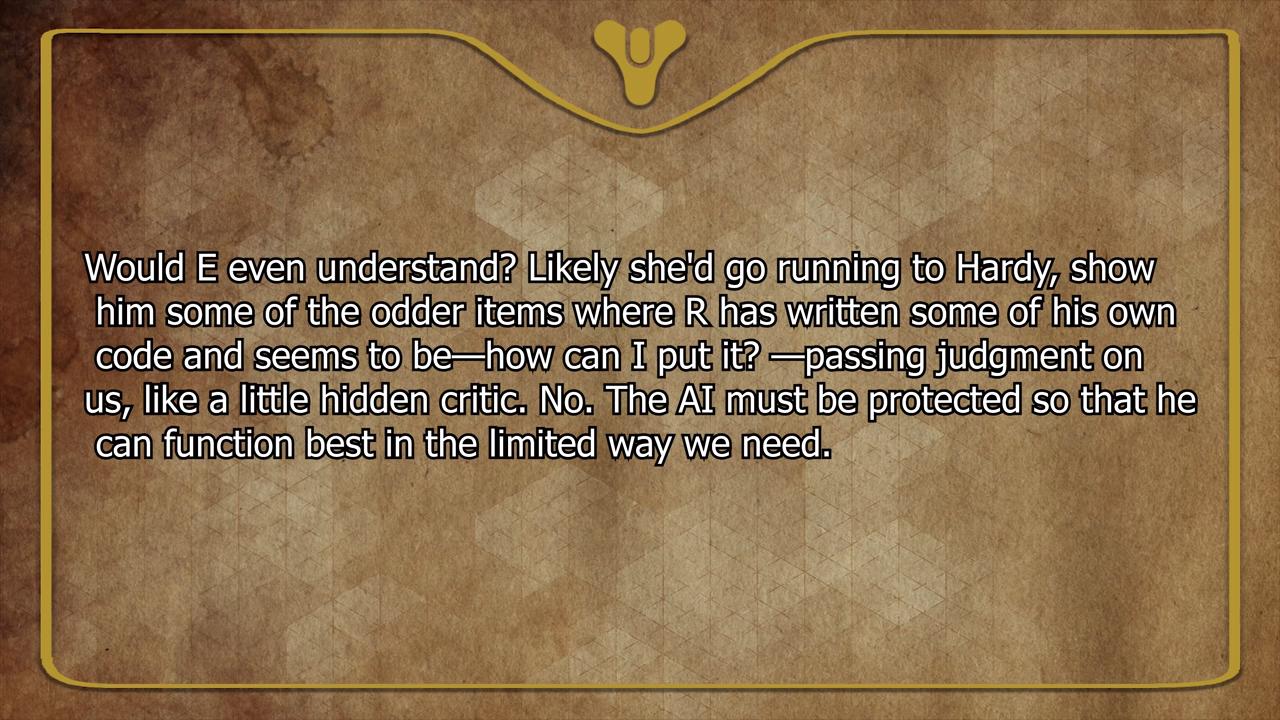 Would E even understand? Likely she'd go running to Hardy, show
him some of the odder items where R has written some of his own
code and seems to be—how can I put it? —passing judgment on
us, like a little hidden critic. No. The AI must be protected so that he
can function best in the limited way we need.